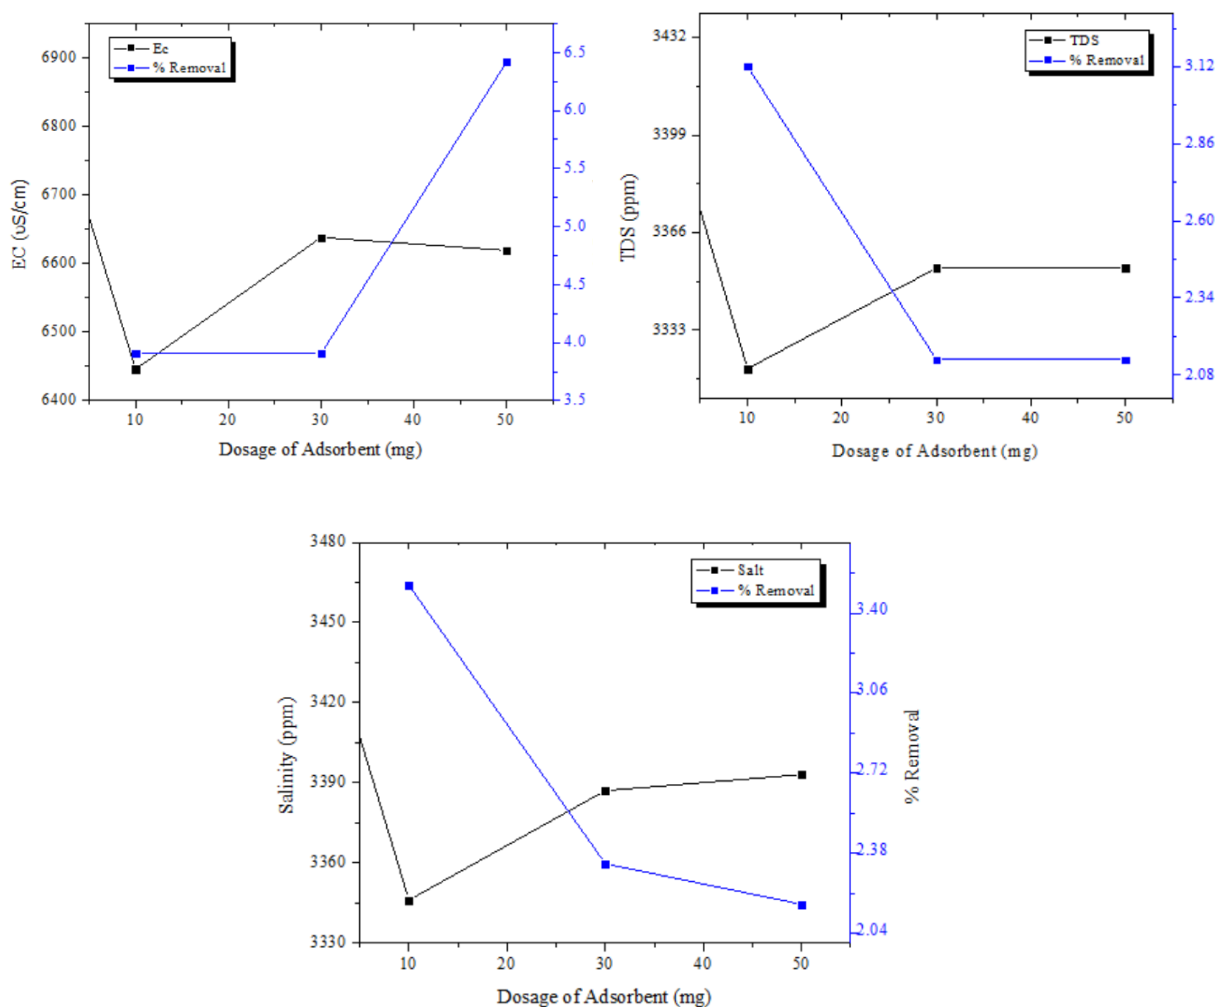 6900
6800
6700
6600
6500
6400
EC (uS/cm)
Ec
% Removal
6.5
6.0
5.5
5.0
4.5
4.0
3.5
10 20 30 40 50
Dosage of Adsorbent (mg)
3432
3399
3366
3333
TDS (ppm)
TDS
% Removal
3.12
2.86
2.60
2.34
2.08
10 20 30 40 50
Dosage of Adsorbent (mg)
3480
3450
3420
3390
3360
3330
Salinity (ppm)
Salt
% Removal
3.40
3.06
2.72
2.38
2.04
% Removal
10 20 30 40 50
Dosage of Adsorbent (mg)